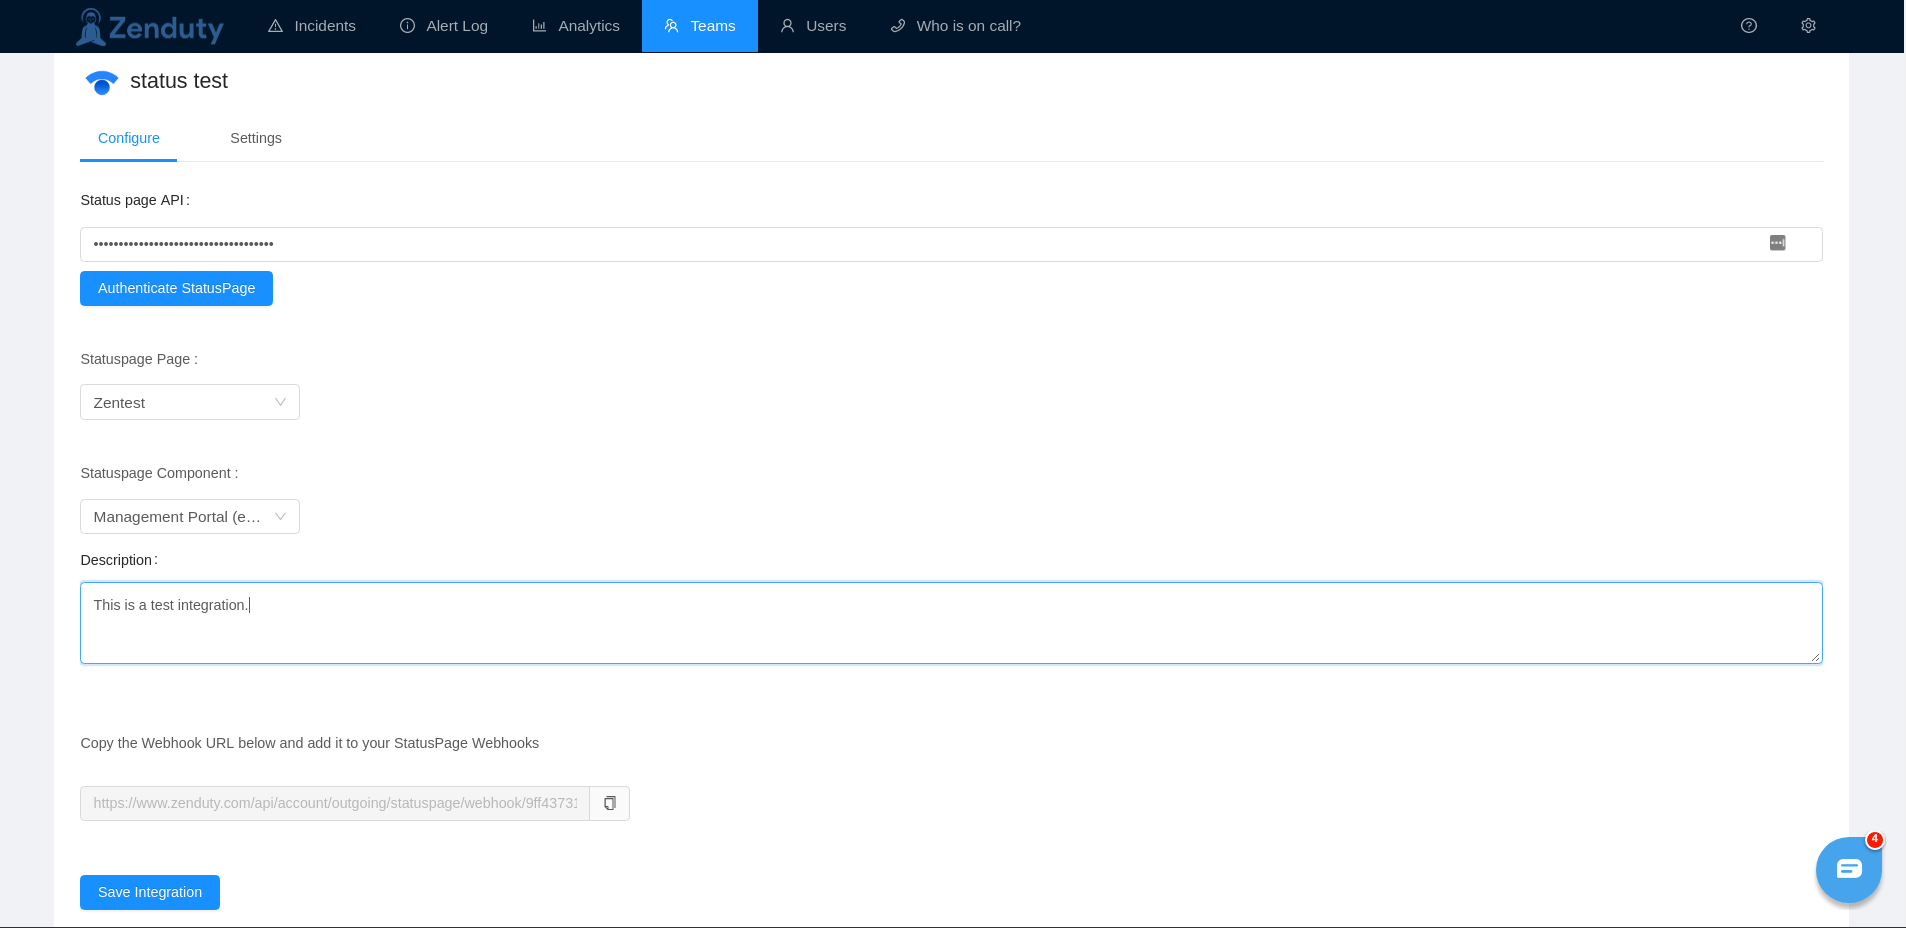 Zenduty Incidents Alert Log Analytics Teams Users Who is on call?
status test
Configure Settings
Status page API :
••••••••••••••••••••••••••••••••••••
Authenticate StatusPage
Statuspage Page :
Zentest
Statuspage Component :
Management Portal (e…
Description :
This is a test integration.
Copy the Webhook URL below and add it to your StatusPage Webhooks
https://www.zenduty.com/api/account/outgoing/statuspage/webhook/9ff43731
4
Save Integration